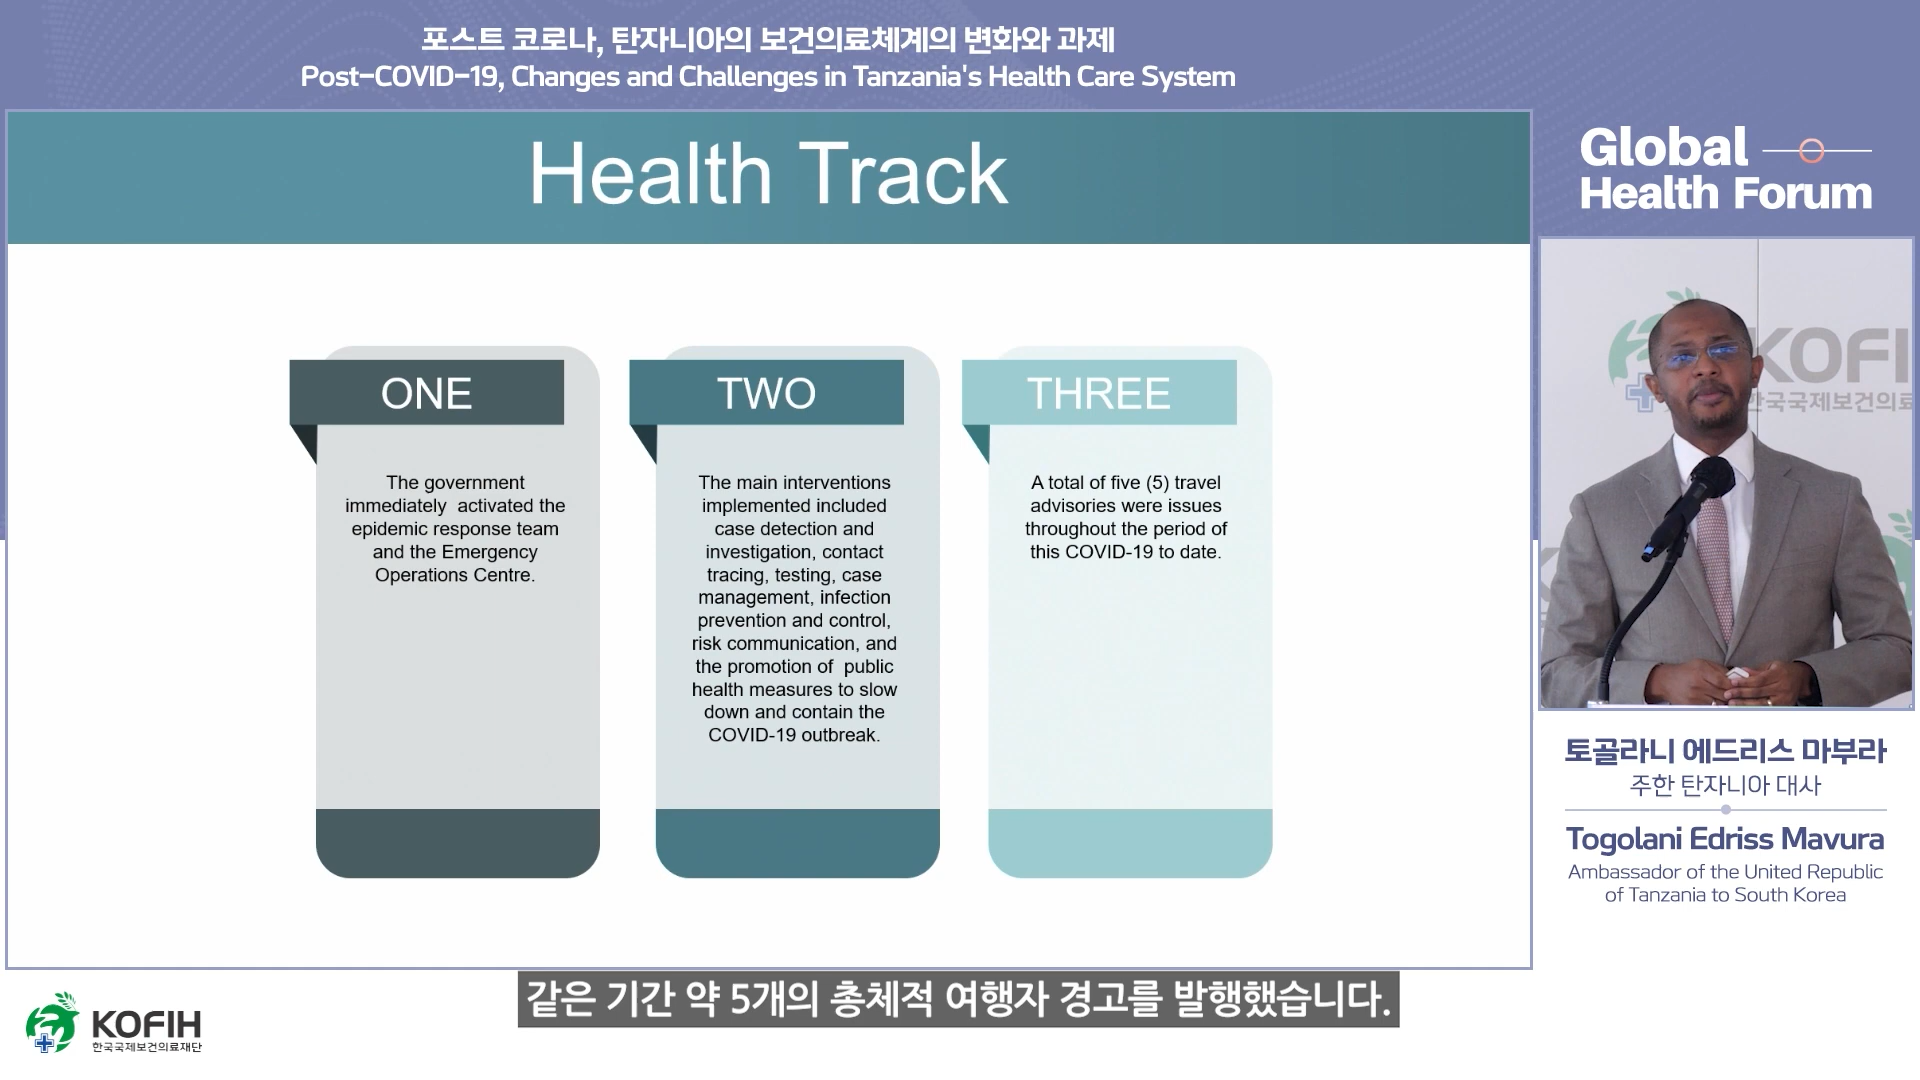 포스트 코로나, 탄자니아의 보건의료체계의 변화와 과제
Post-COVID-19, Changes and Challenges in Tanzania's Health Care System
Health Track
ONE
The government
immediately activated the
epidemic response team
and the Emergency
Operations Centre.
TWO
The main interventions
implemented included
case detection and
investigation, contact
tracing, testing, case
management, infection
prevention and control,
risk communication, and
the promotion of public
health measures to slow
down and contain the
COVID-19 outbreak.
THREE
A total of five (5) travel
advisories were issues
throughout the period of
this COVID-19 to date.
Global
Health Forum
KOFI
한국국제보건의료
토골라니 에드리스 마부라
주한 탄자니아 대사
Togolani Edriss Mavura
Ambassador of the United Republic
of Tanzania to South Korea
같은 기간 약 5개의 총체적 여행자 경고를 발행했습니다.
KOFIH
한국국제보건의료재단